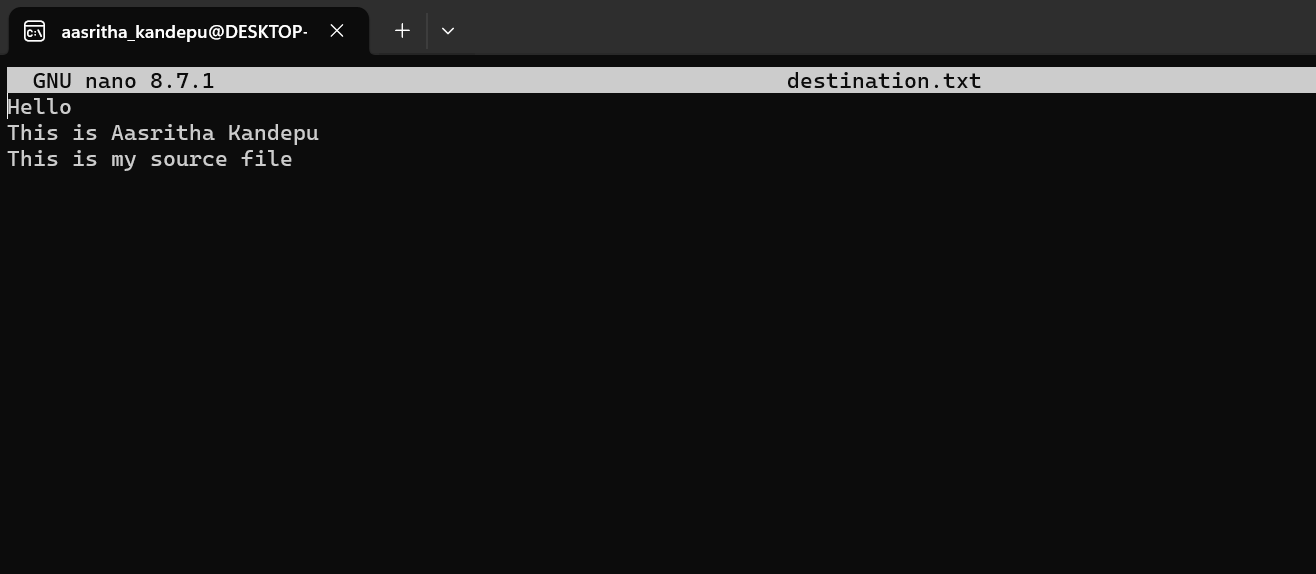 aasritha_kandepu@DESKTOP-
GNU nano 8.7.1 destination.txt
Hello
This is Aasritha Kandepu
This is my source file